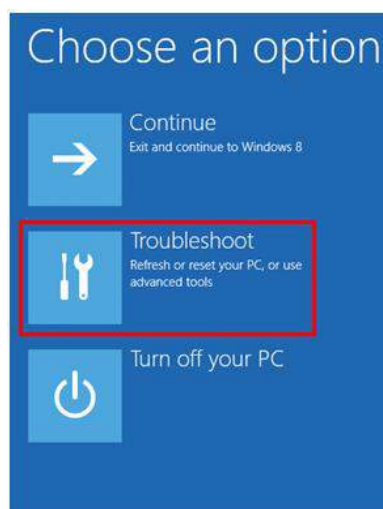 Choose an option
Continue
Exit and continue to Windows 8
Troubleshoot
Refresh or reset your PC, or use
advanced tools
Turn off your PC